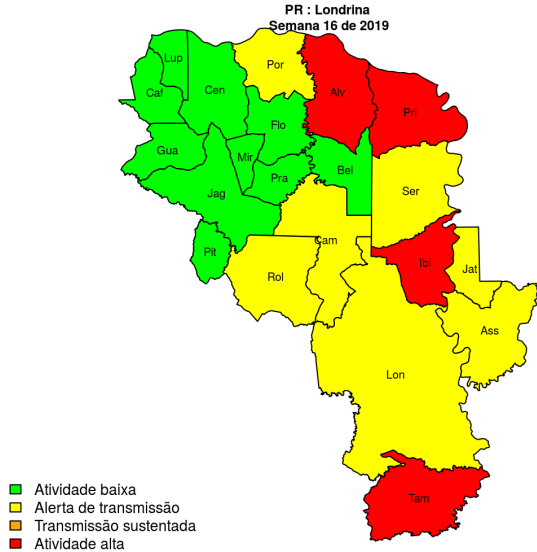 PR : Londrina
Semana 16 de 2019
Lup
Por
Caf
Cen
Alv
Pri
Flo
Gua
Mir
Bel
Pra
Jag
Ser
Cam
Pit
Ibi
Jat
Rol
Ass
Lon
Tam
Atividade baixa
Alerta de transmissão
Transmissão sustentada
Atividade alta